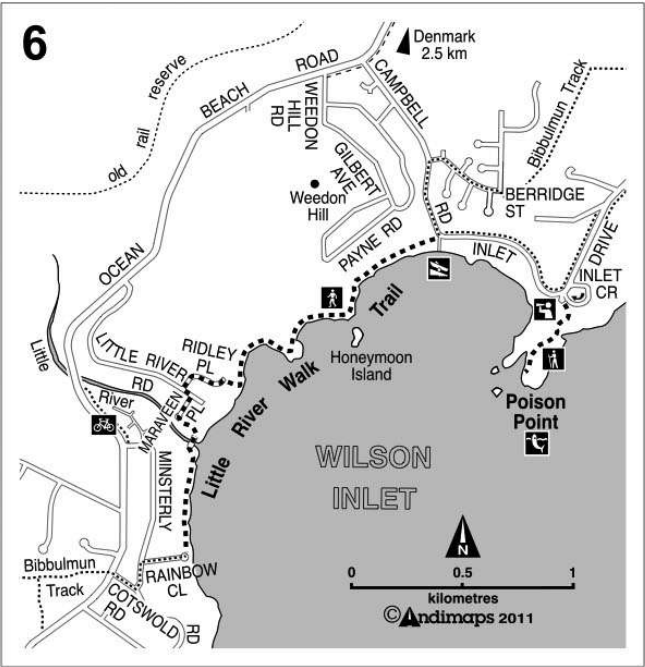 6
Denmark
2.5 km
old rail reserve
OCEAN BEACH ROAD
CAMPBELL RD
WEEDON
HILL
RD
GILBERT
AVE
Bibbulmun Track
Weedon
Hill
BERRIDGE
ST
PAYNE RD
INLET DRIVE
INLET
CR
LITTLE RIVER
RD
RIDLEY
PL
Little River
MARAVEEN
PL
Honeymoon
Island
Little River Walk Trail
Poison
Point
MINSTERLY
RD
WILSON
INLET
N
Bibbulmun
Track
RAINBOW
CL
COTSWOLD
RD
0 0.5 1
kilometres
©Andimaps 2011